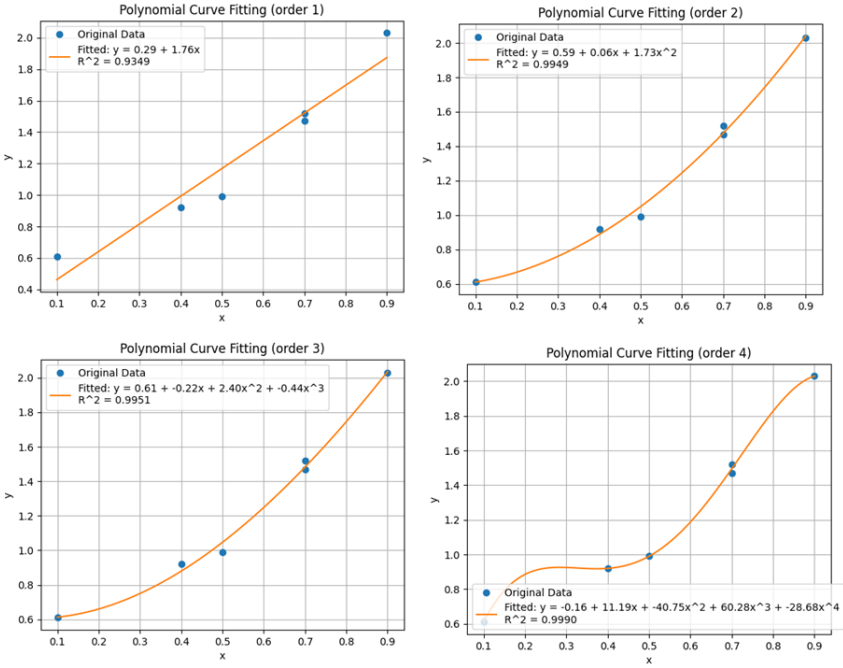 Polynomial Curve Fitting (order 1)
Original Data
Fitted: y = 0.29 + 1.76x
R^2 = 0.9349
2.0
1.8
1.6
1.4
1.2
1.0
0.8
0.6
0.4
y
0.1 0.2 0.3 0.4 0.5 0.6 0.7 0.8 0.9
x
Polynomial Curve Fitting (order 2)
Original Data
Fitted: y = 0.59 + 0.06x + 1.73x^2
R^2 = 0.9949
2.0
1.8
1.6
1.4
1.2
1.0
0.8
0.6
y
0.1 0.2 0.3 0.4 0.5 0.6 0.7 0.8 0.9
x
Polynomial Curve Fitting (order 3)
Original Data
Fitted: y = 0.61 + -0.22x + 2.40x^2 + -0.44x^3
R^2 = 0.9951
2.0
1.8
1.6
1.4
1.2
1.0
0.8
0.6
y
0.1 0.2 0.3 0.4 0.5 0.6 0.7 0.8 0.9
x
Polynomial Curve Fitting (order 4)
2.0
1.8
1.6
1.4
1.2
1.0
0.8
0.6
y
Original Data
Fitted: y = -0.16 + 11.19x + -40.75x^2 + 60.28x^3 + -28.68x^4
R^2 = 0.9990
0.1 0.2 0.3 0.4 0.5 0.6 0.7 0.8 0.9
x